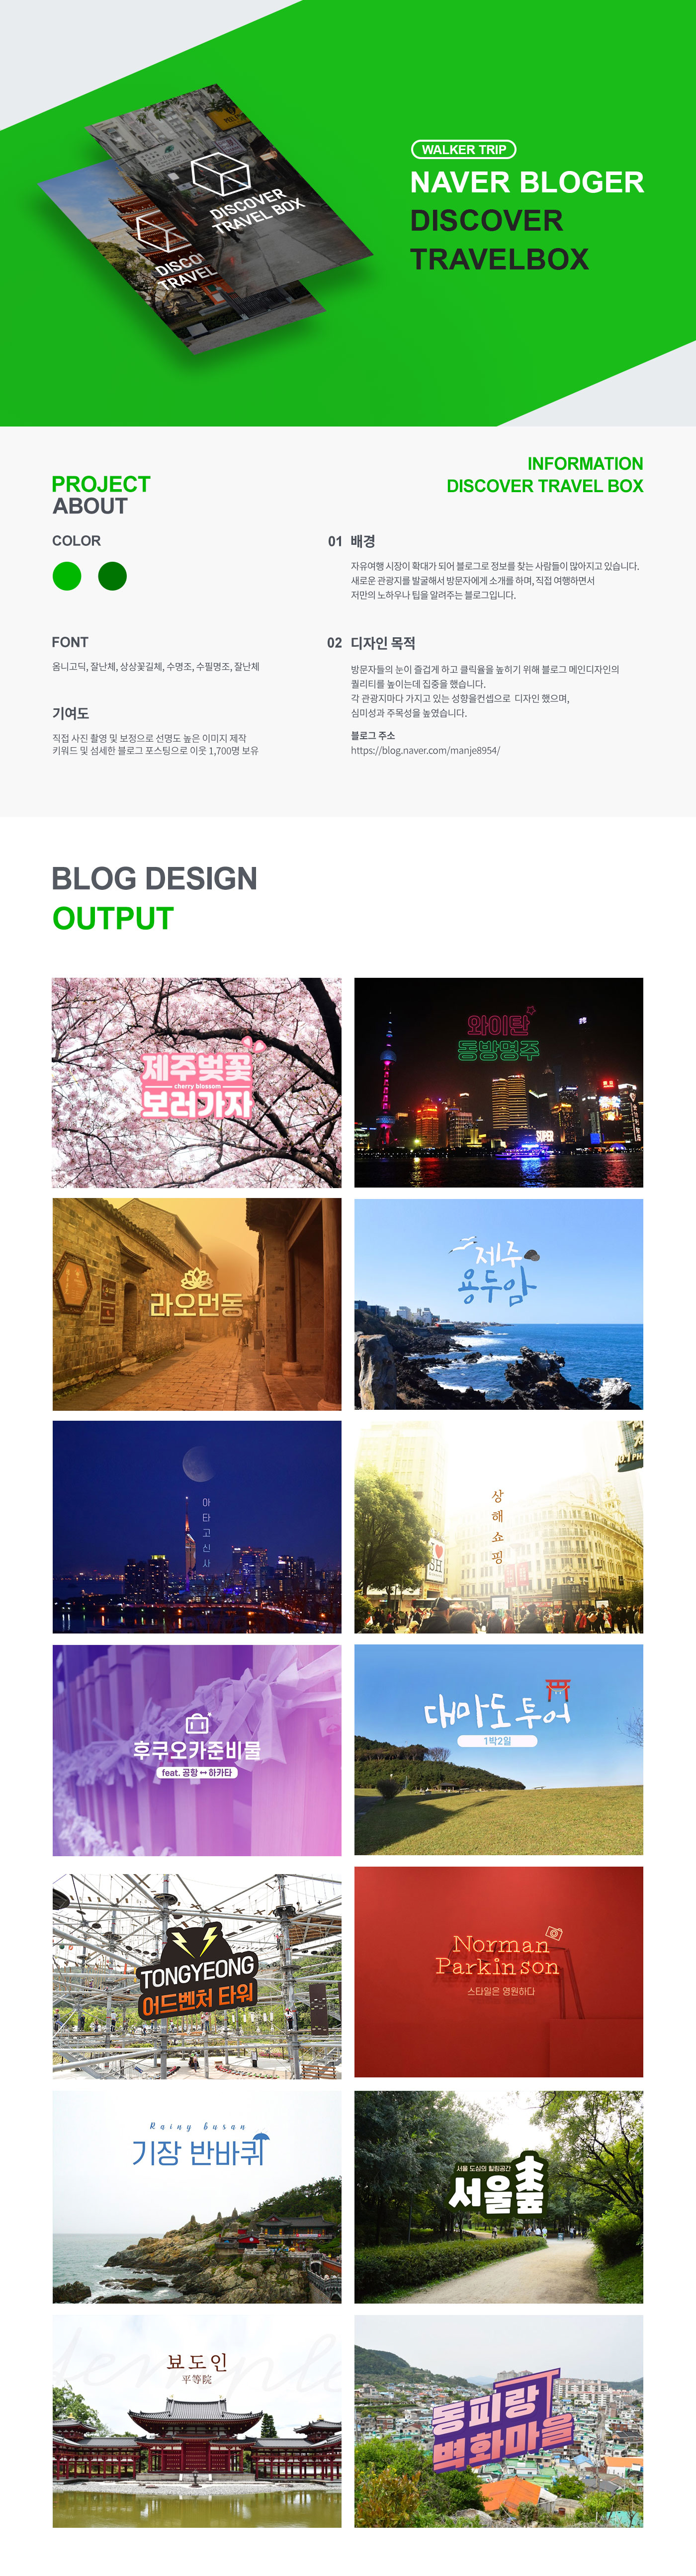 DISCOVER
TRAVEL BOX
DISCO
TRAVEL
WALKER TRIP
NAVER BLOGER
DISCOVER
TRAVELBOX
PROJECT
ABOUT
INFORMATION
DISCOVER TRAVEL BOX
COLOR
FONT
옴니고딕, 잘난체, 상상꽃길체, 수명조, 수필명조, 잘난체
기여도
직접 사진 촬영 및 보정으로 선명도 높은 이미지 제작
키워드 및 섬세한 블로그 포스팅으로 이웃 1,700명 보유
01 배경
자유여행 시장이 확대가 되어 블로그로 정보를 찾는 사람들이 많아지고 있습니다.
새로운 관광지를 발굴해서 방문자에게 소개를 하며, 직접 여행하면서
저만의 노하우나 팁을 알려주는 블로그입니다.
02 디자인 목적
방문자들의 눈이 즐겁게 하고 클릭율을 높히기 위해 블로그 메인디자인의
퀄리티를 높이는데 집중을 했습니다.
각 관광지마다 가지고 있는 성향을컨셉으로 디자인 했으며,
심미성과 주목성을 높였습니다.
블로그 주소
https://blog.naver.com/manje8954/
BLOG DESIGN
OUTPUT
제주벚꽃
cherry blossom
보러가자
와이탄
동방명주
SUPER
라오먼동
제주
용두암
아타고신사
상해쇼핑
SH
후쿠오카준비물
feat. 공항↔하카타
대마도 투어
1박2일
TONGYEONG
어드벤처 타워
Norman
Parkinson
스타일은 영원하다
Rainy busan
기장 반바퀴
서울 도심의 힐링공간
서울숲
temple
뵤도인
平等院
동피랑
벽화마을